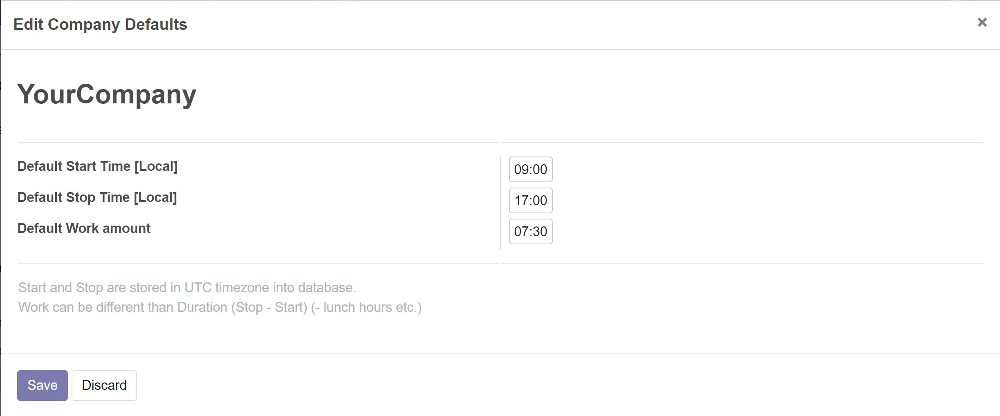 Edit Company Defaults ×
YourCompany
Default Start Time [Local] 09:00
Default Stop Time [Local] 17:00
Default Work amount 07:30
Start and Stop are stored in UTC timezone into database.
Work can be different than Duration (Stop - Start) (- lunch hours etc.)
Save Discard